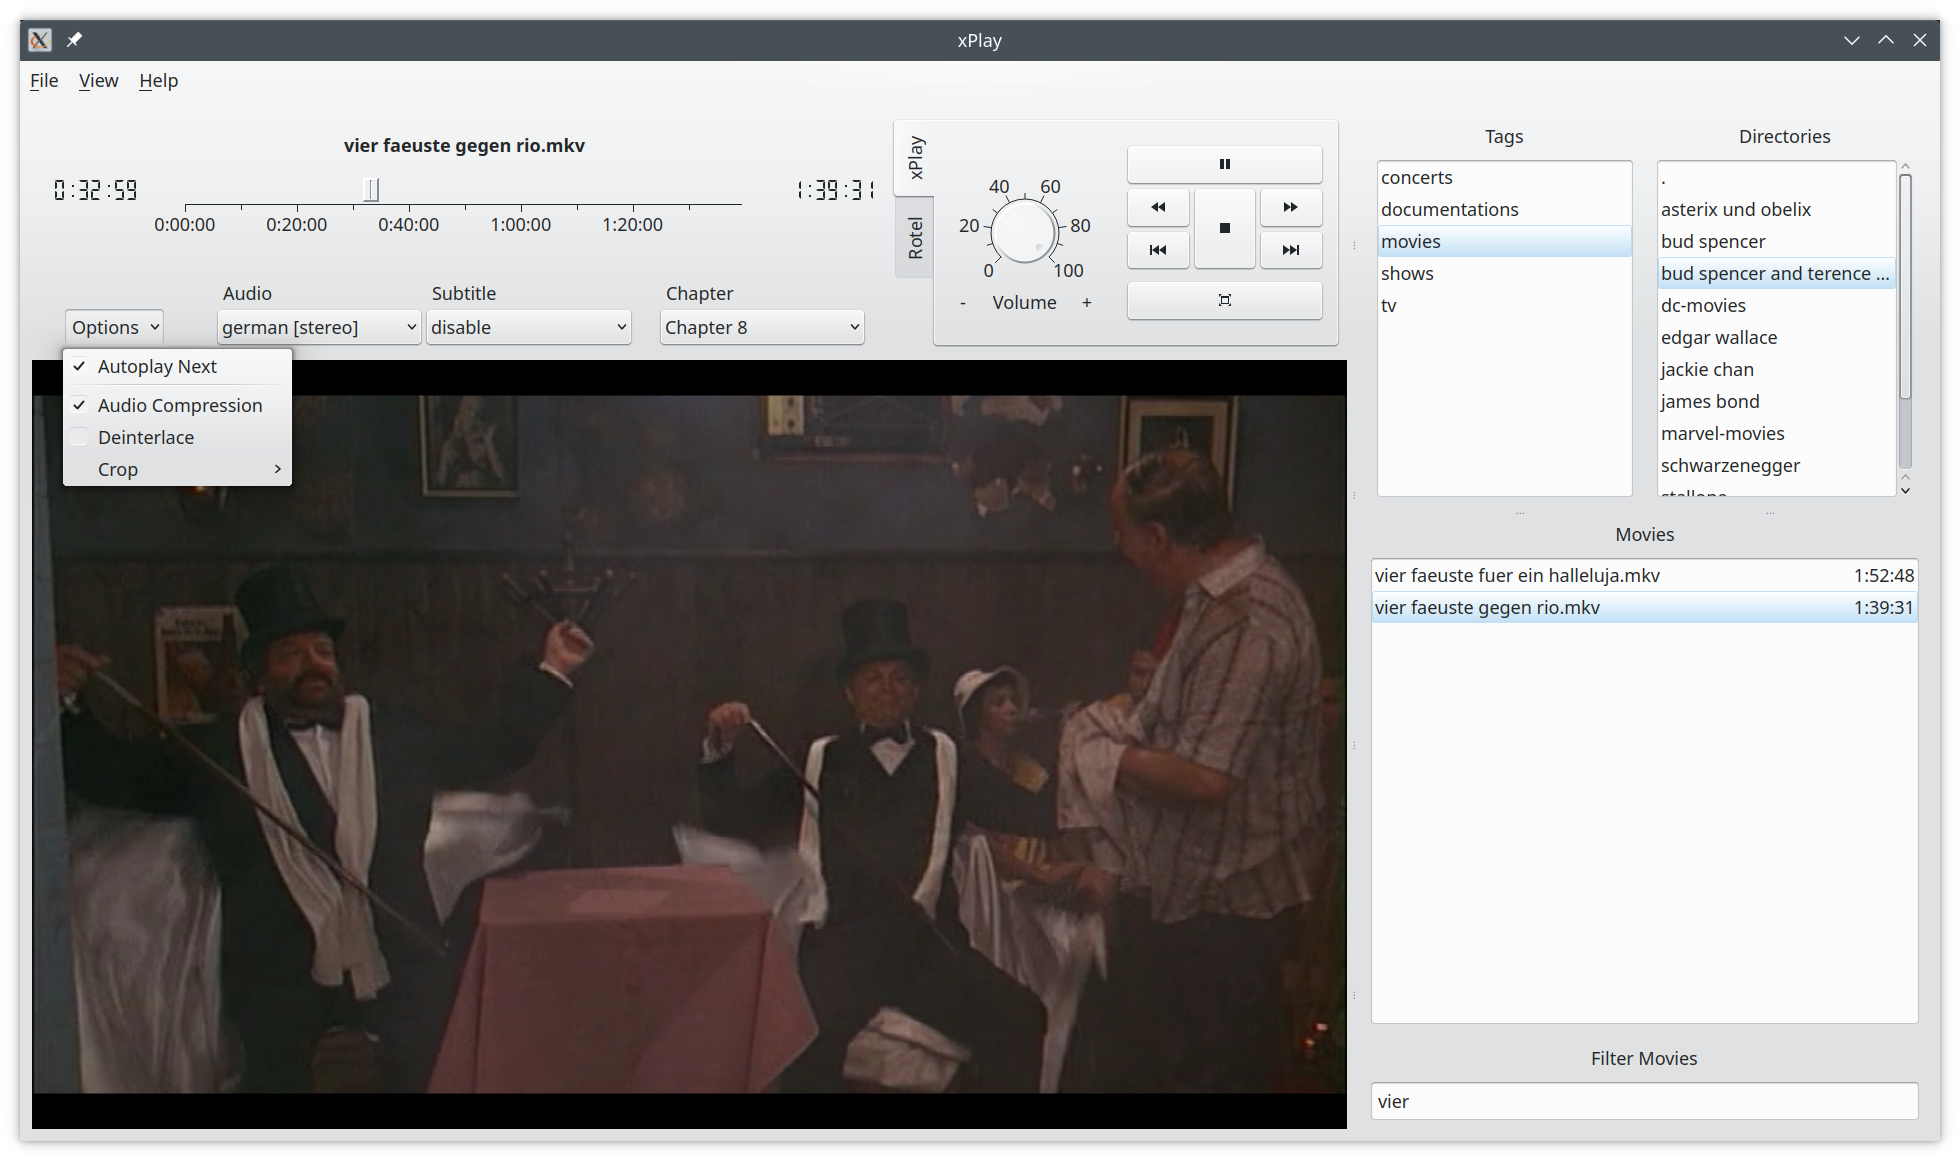 xPlay
File View Help
vier faeuste gegen rio.mkv
0:32:59
1:39:31
0:00:00 0:20:00 0:40:00 1:00:00 1:20:00
Audio Subtitle Chapter
Options german [stereo] disable Chapter 8
Autoplay Next
Audio Compression
Deinterlace
Crop
xPlay
Rotel
40 60
20 80
0 100
- Volume +
Tags
concerts
documentations
movies
shows
tv
Directories
.
asterix und obelix
bud spencer
bud spencer and terence ...
dc-movies
edgar wallace
jackie chan
james bond
marvel-movies
schwarzenegger
stallone
Movies
vier faeuste fuer ein halleluja.mkv 1:52:48
vier faeuste gegen rio.mkv 1:39:31
Filter Movies
vier